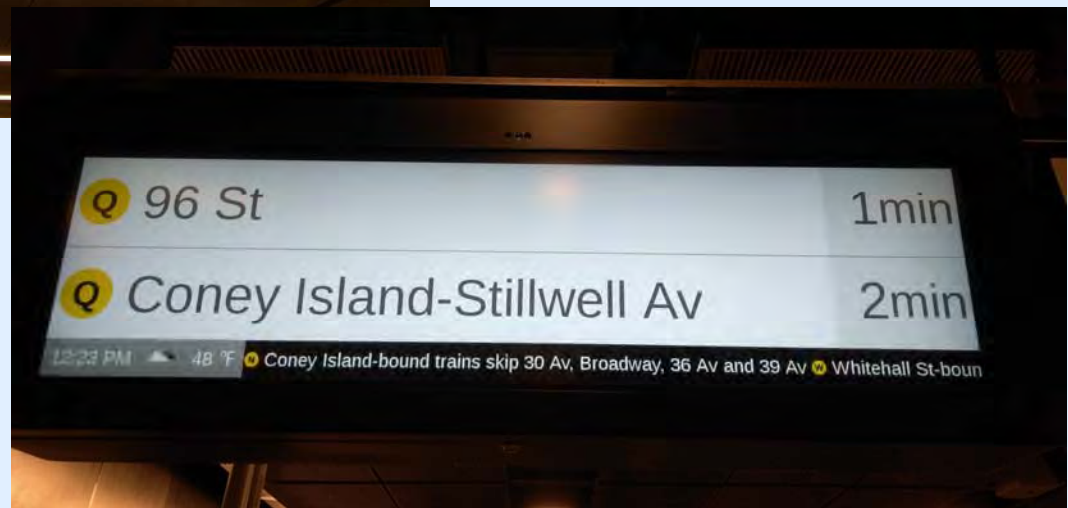 Q 96 St 1min
Q Coney Island-Stillwell Av 2min
12:23 PM 48 °F N Coney Island-bound trains skip 30 Av, Broadway, 36 Av and 39 Av W Whitehall St-boun